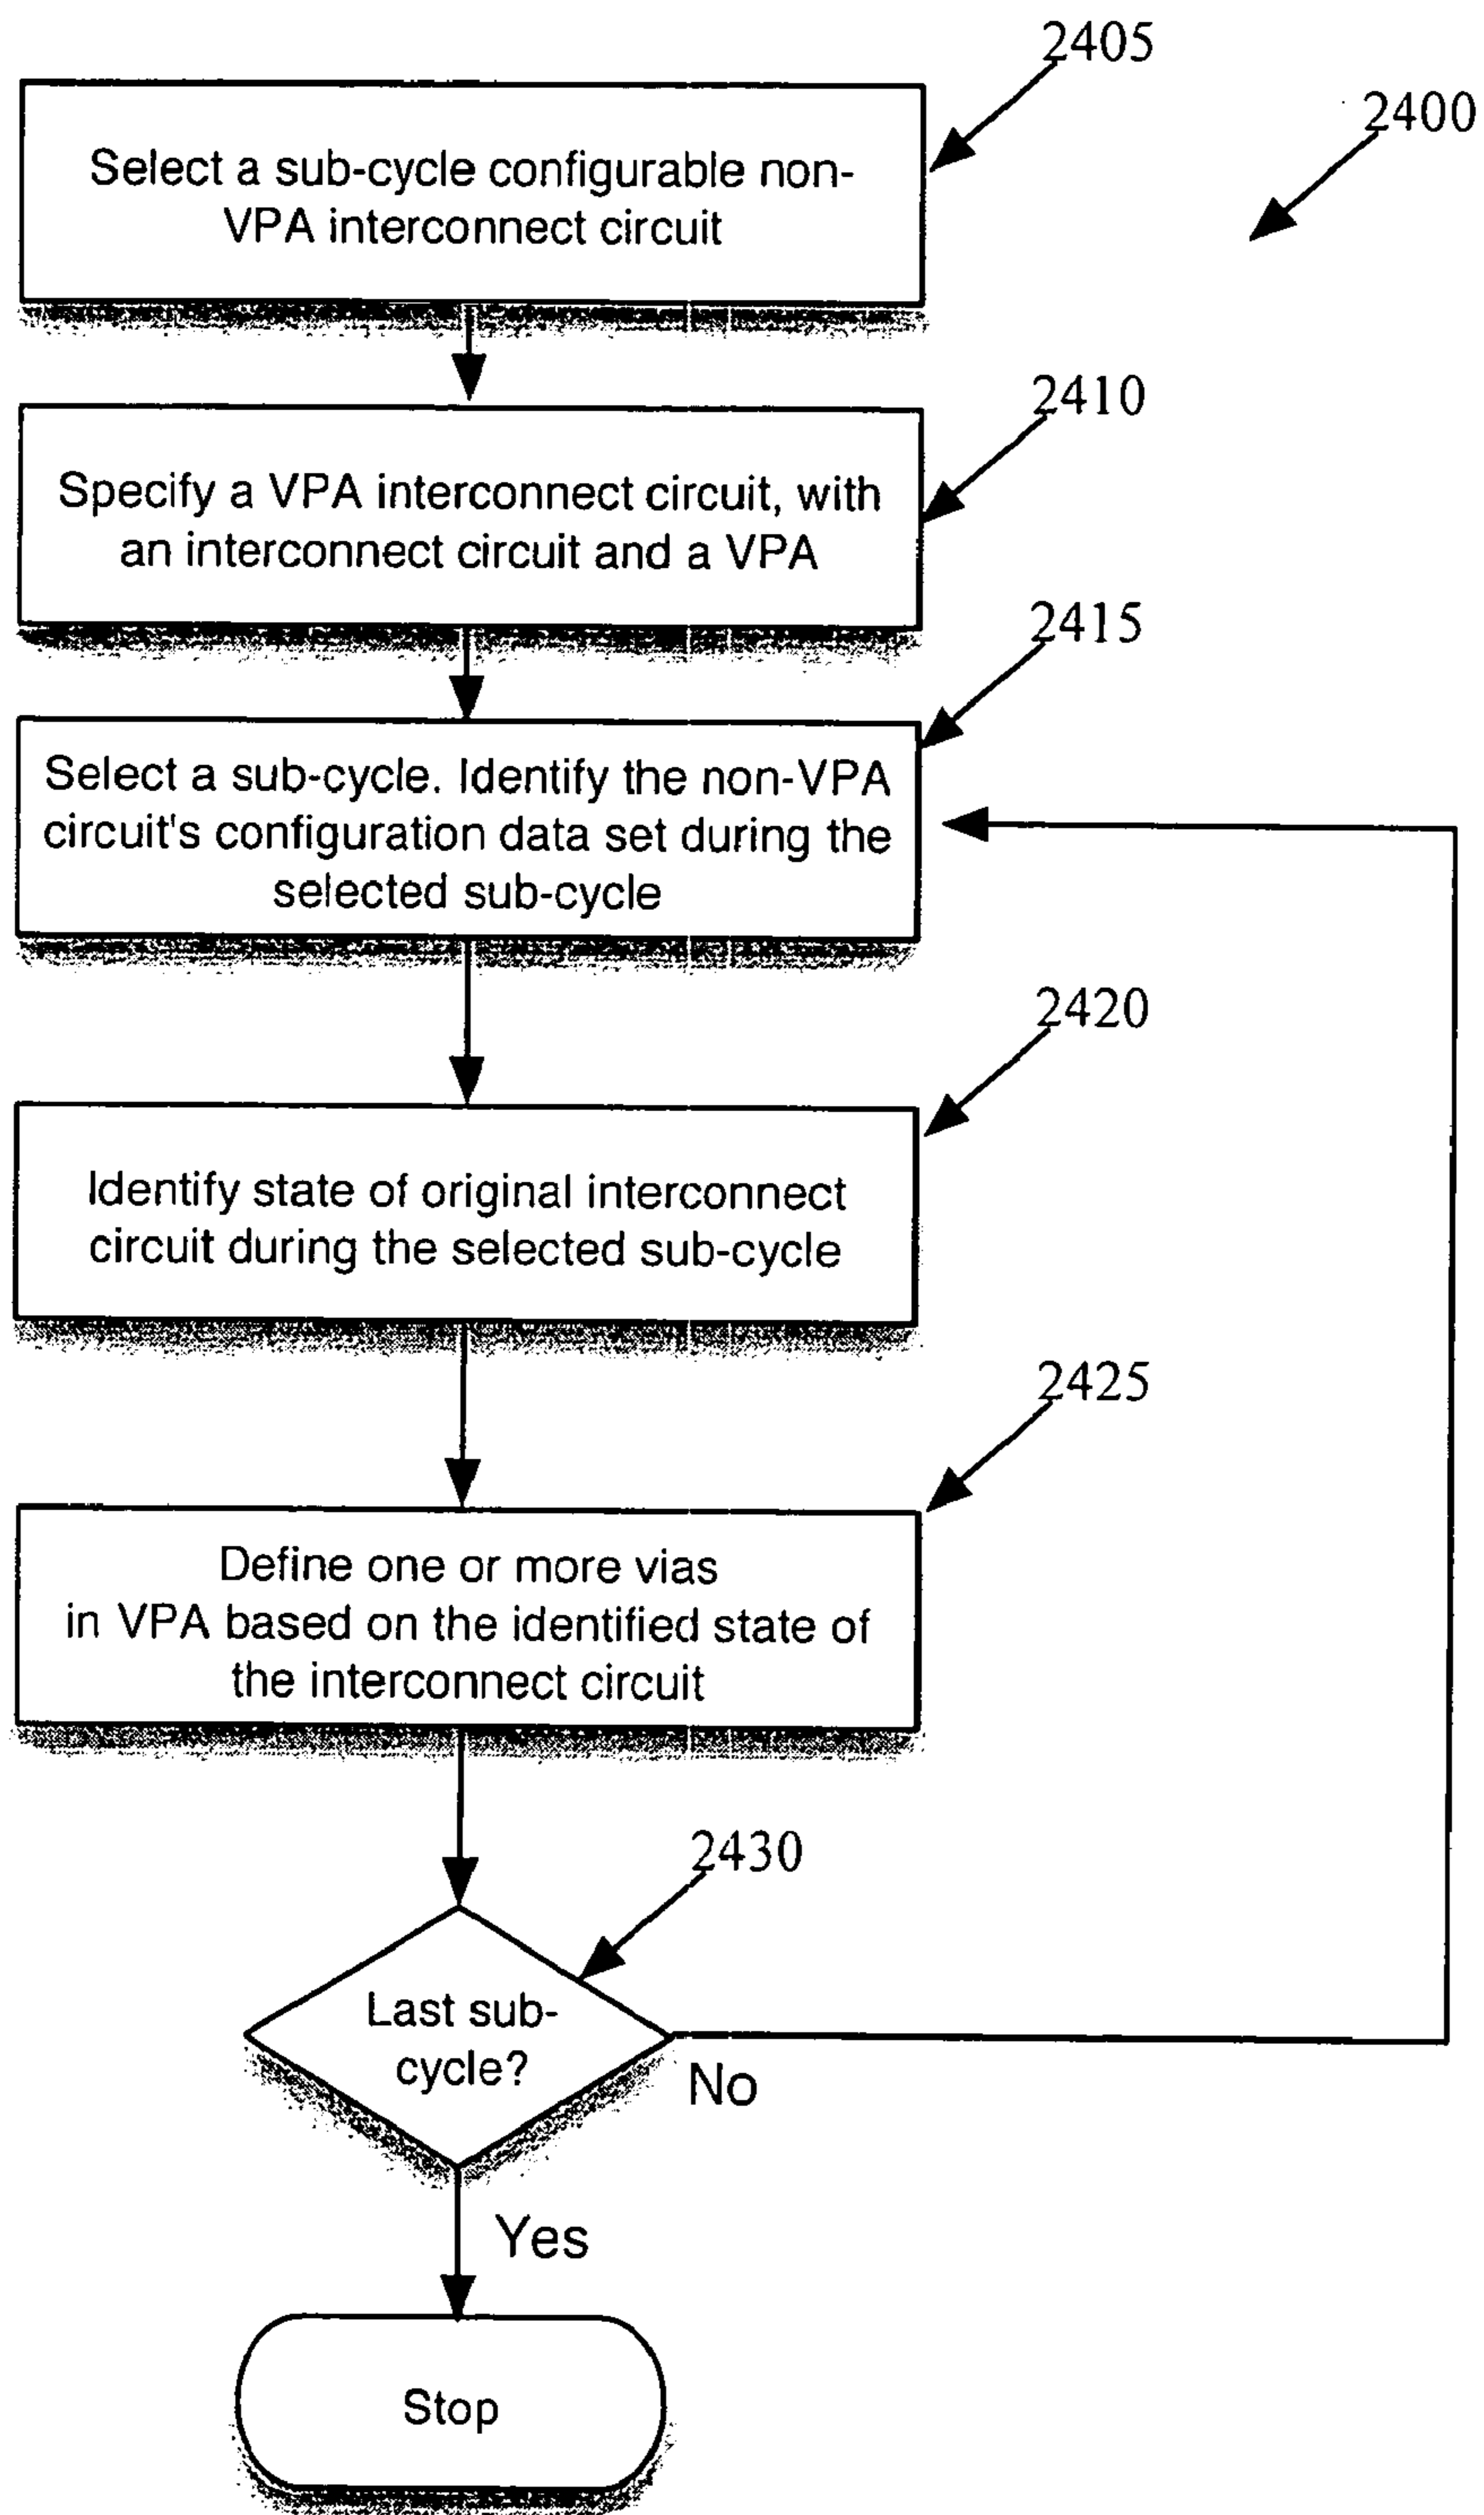 2405
2400
Select a sub-cycle configurable non-
VPA interconnect circuit
2410
Specify a VPA interconnect circuit, with
an interconnect circuit and a VPA
2415
Select a sub-cycle. Identify the non-VPA
circuit's configuration data set during the
selected sub-cycle
2420
Identify state of original interconnect
circuit during the selected sub-cycle
2425
Define one or more vias
in VPA based on the identified state of
the interconnect circuit
2430
Last sub-
cycle?
No
Yes
Stop